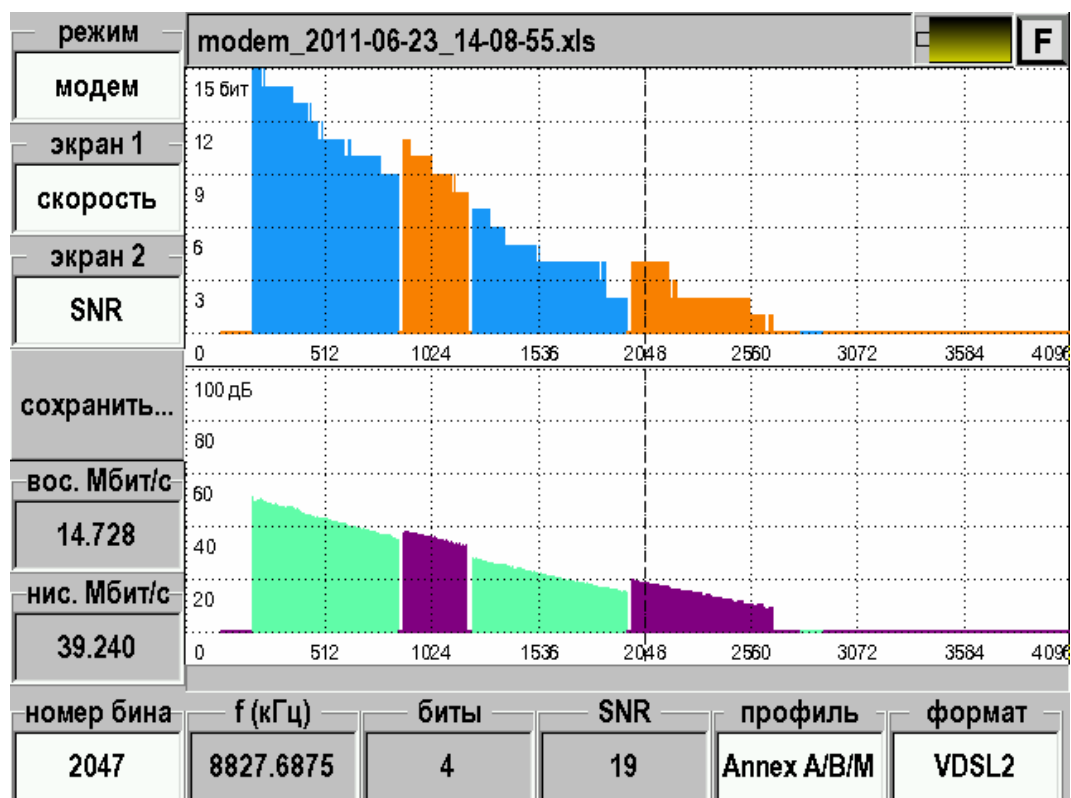 режим
модем
экран 1
скорость
экран 2
SNR
сохранить...
вос. Мбит/с
14.728
нис. Мбит/с
39.240
modem_2011-06-23_14-08-55.xls
F
15 бит
12
9
6
3
0 512 1024 1536 2048 2560 3072 3584 4096
100 дБ
80
60
40
20
0 512 1024 1536 2048 2560 3072 3584 4096
номер бина f (кГц) биты SNR профиль формат
2047 8827.6875 4 19 Annex A/B/M VDSL2